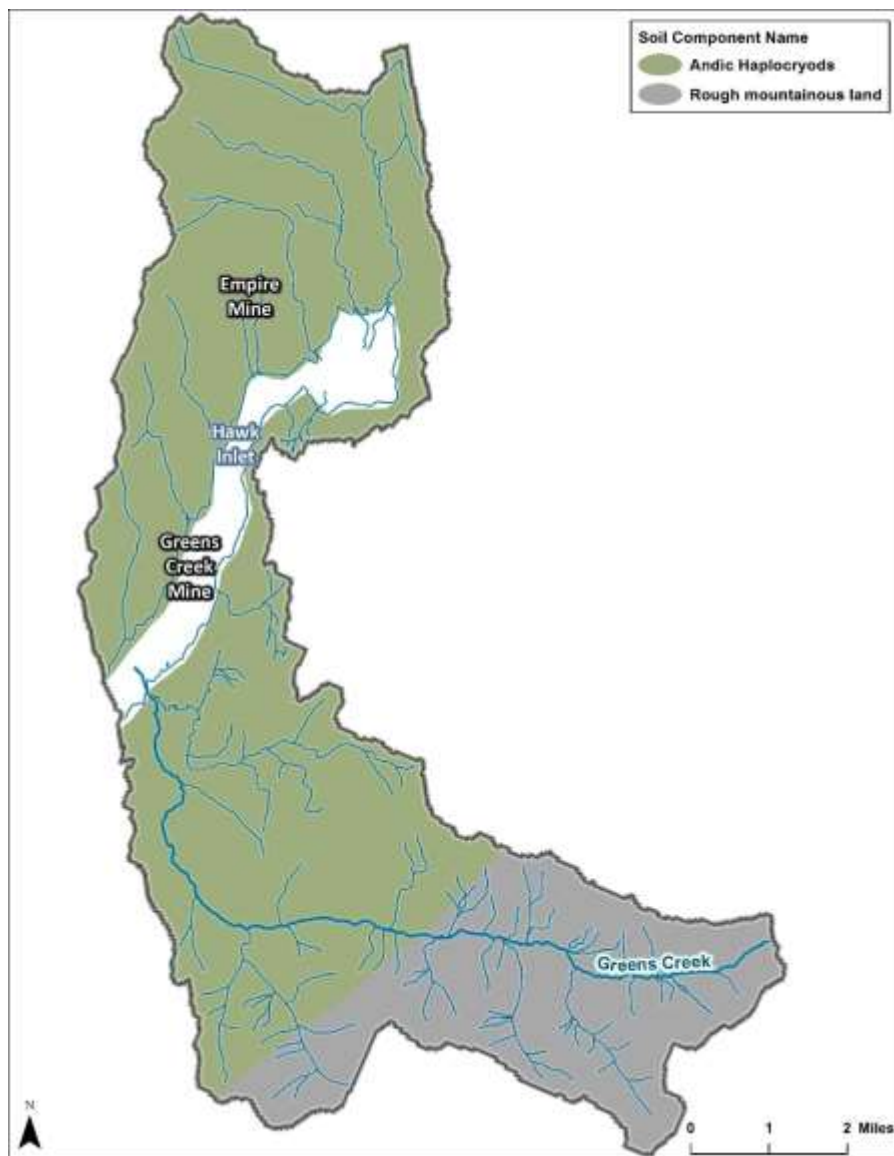 Soil Component Name
Andic Haplocryods
Rough mountainous land
Empire
Mine
Hawk
Inlet
Greens
Creek
Mine
Greens Creek
N
0 1 2 Miles